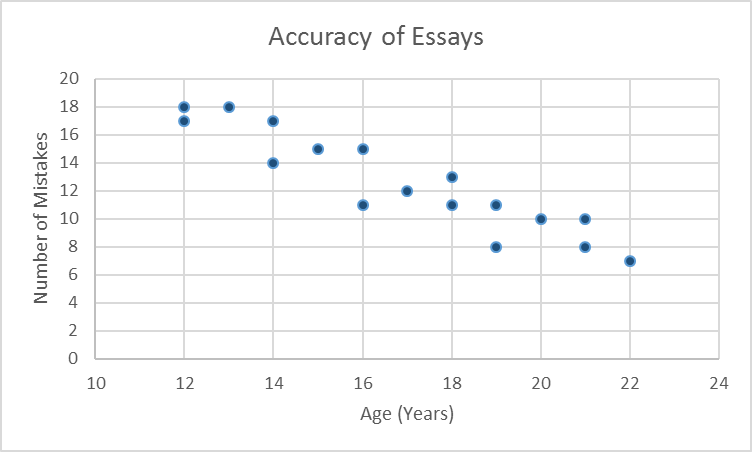 Accuracy of Essays
Number of Mistakes
20
18
16
14
12
10
8
6
4
2
0
10 12 14 16 18 20 22 24
Age (Years)